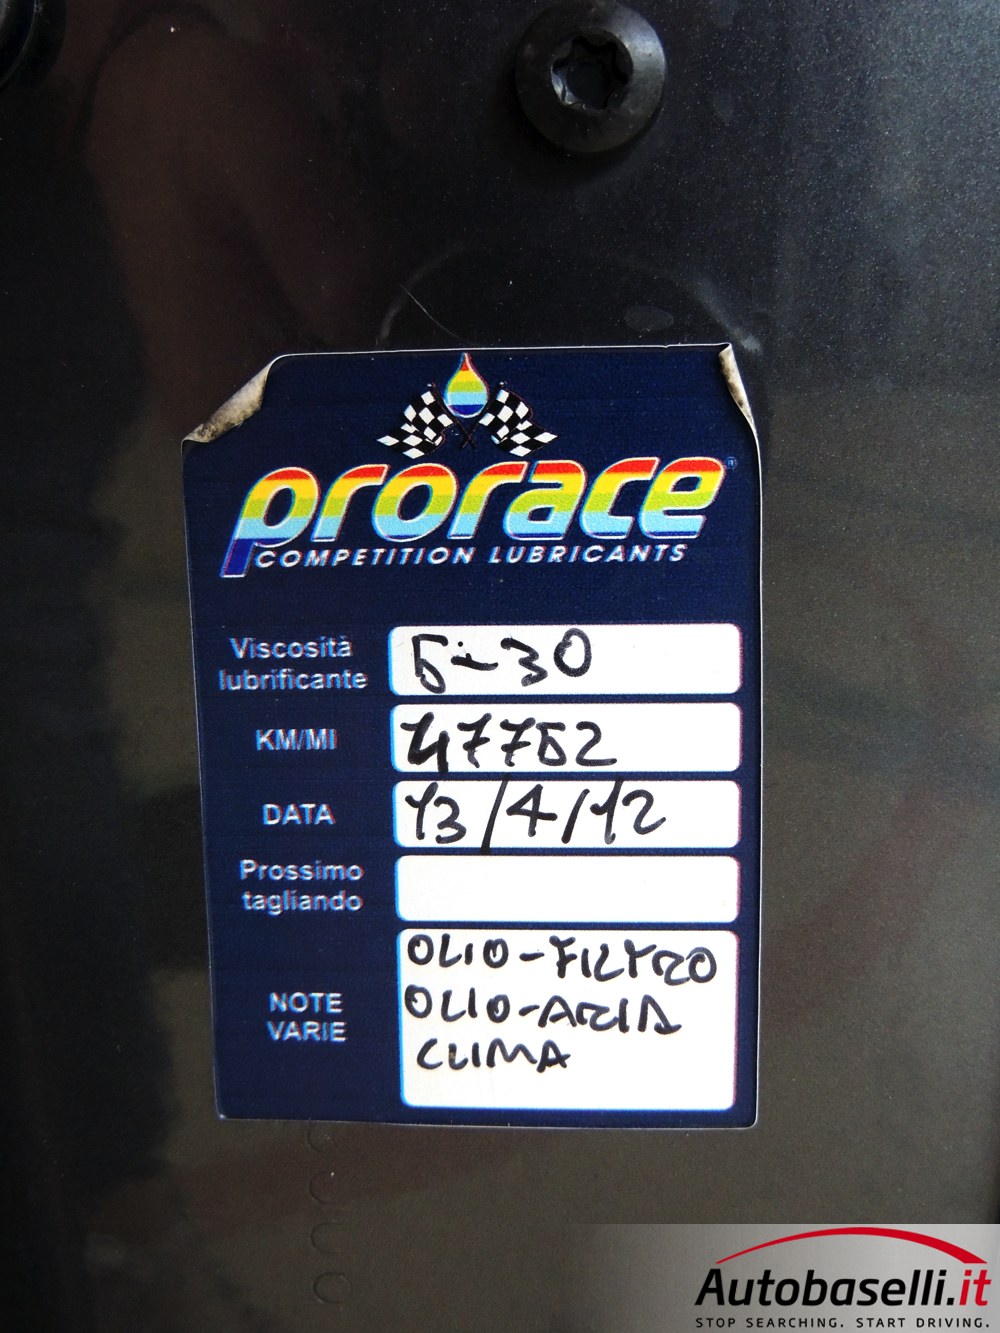 prorace®
COMPETITION LUBRICANTS
Viscosità
lubrificante
5-30
KM/MI
47752
DATA
13/4/12
Prossimo
tagliando
NOTE
VARIE
OLIO-FILTRO
OLIO-ARIA
CLIMA
Autobaselli.it
STOP SEARCHING. START DRIVING.